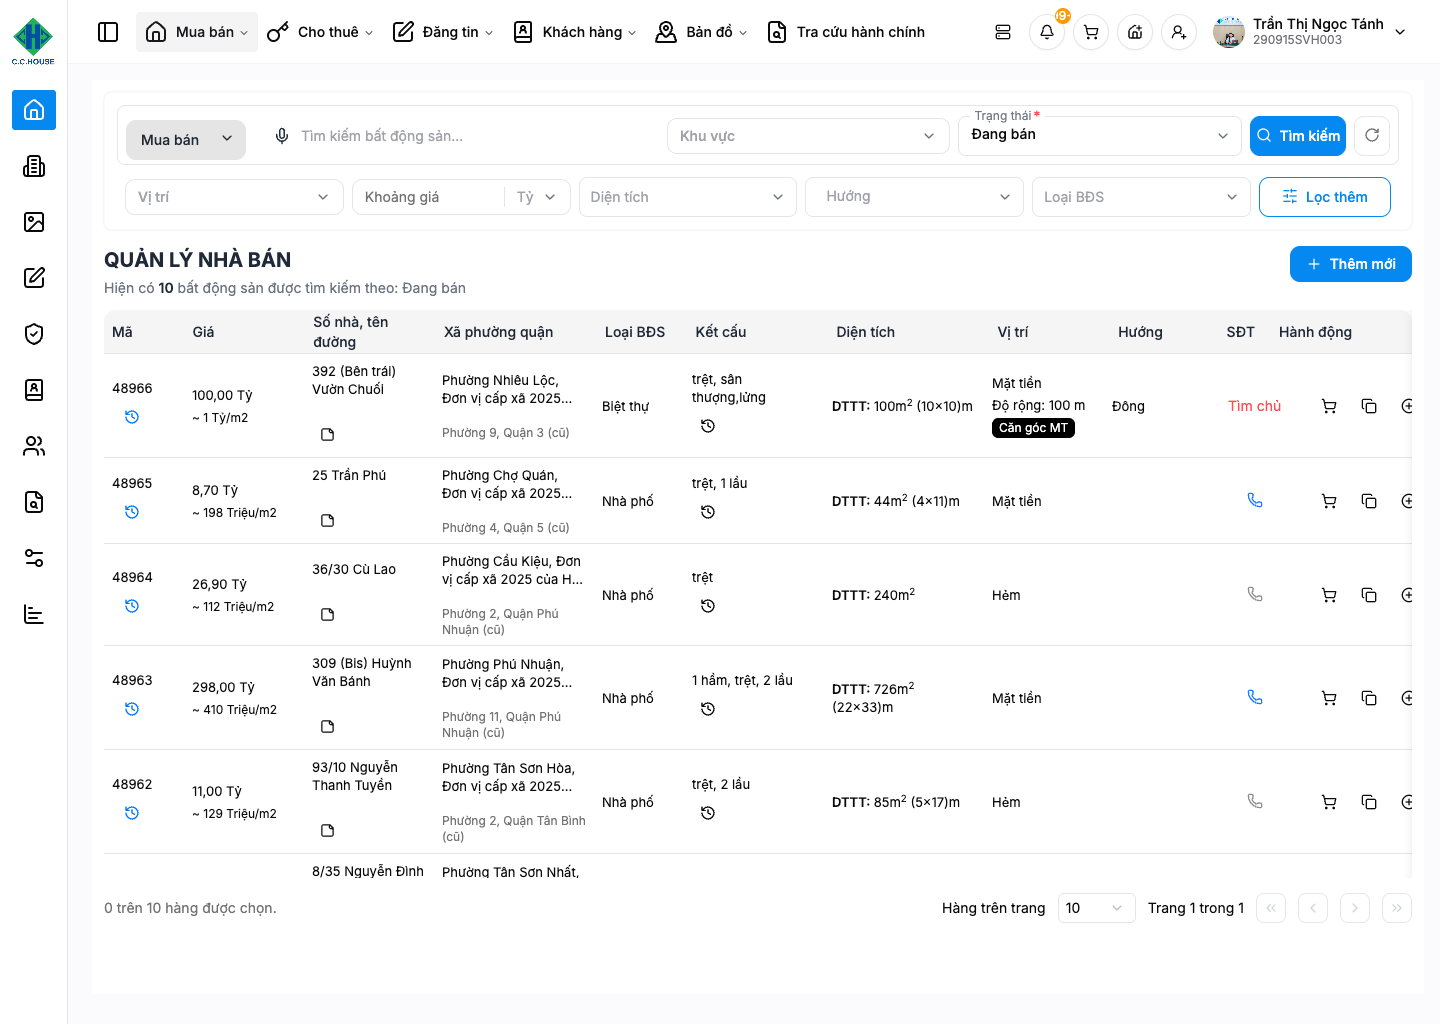 C.C.HOUSE
Mua bán
Cho thuê
Đăng tin
Khách hàng
Bản đồ
Tra cứu hành chính
Trần Thị Ngọc Tánh
290915SVH003
Mua bán
Tìm kiếm bất động sản...
Khu vực
Trạng thái *
Đang bán
Tìm kiếm
Vị trí
Khoảng giá
Tỷ
Diện tích
Hướng
Loại BĐS
Lọc thêm
QUẢN LÝ NHÀ BÁN
Hiện có 10 bất động sản được tìm kiếm theo: Đang bán
Thêm mới
Mã
Giá
Số nhà, tên
đường
Xã phường quận
Loại BĐS
Kết cấu
Diện tích
Vị trí
Hướng
SĐT
Hành động
48966
100,00 Tỷ
~ 1 Tỷ/m2
392 (Bên trái)
Vườn Chuối
Phường Nhiêu Lộc,
Đơn vị cấp xã 2025...
Phường 9, Quận 3 (cũ)
Biệt thự
trệt, sân
thượng,lửng
DTTT: 100m2 (10x10)m
Mặt tiền
Độ rộng: 100 m
Căn góc MT
Đông
Tìm chủ
48965
8,70 Tỷ
~ 198 Triệu/m2
25 Trần Phú
Phường Chợ Quán,
Đơn vị cấp xã 2025...
Phường 4, Quận 5 (cũ)
Nhà phố
trệt, 1 lầu
DTTT: 44m2 (4x11)m
Mặt tiền
48964
26,90 Tỷ
~ 112 Triệu/m2
36/30 Cù Lao
Phường Cầu Kiệu, Đơn
vị cấp xã 2025 của H...
Phường 2, Quận Phú
Nhuận (cũ)
Nhà phố
trệt
DTTT: 240m2
Hẻm
48963
298,00 Tỷ
~ 410 Triệu/m2
309 (Bis) Huỳnh
Văn Bánh
Phường Phú Nhuận,
Đơn vị cấp xã 2025...
Phường 11, Quận Phú
Nhuận (cũ)
Nhà phố
1 hầm, trệt, 2 lầu
DTTT: 726m2
(22x33)m
Mặt tiền
48962
11,00 Tỷ
~ 129 Triệu/m2
93/10 Nguyễn
Thanh Tuyền
Phường Tân Sơn Hòa,
Đơn vị cấp xã 2025...
Phường 2, Quận Tân Bình
(cũ)
Nhà phố
trệt, 2 lầu
DTTT: 85m2 (5x17)m
Hẻm
8/35 Nguyễn Đình
Phường Tân Sơn Nhất,
0 trên 10 hàng được chọn.
Hàng trên trang
10
Trang 1 trong 1